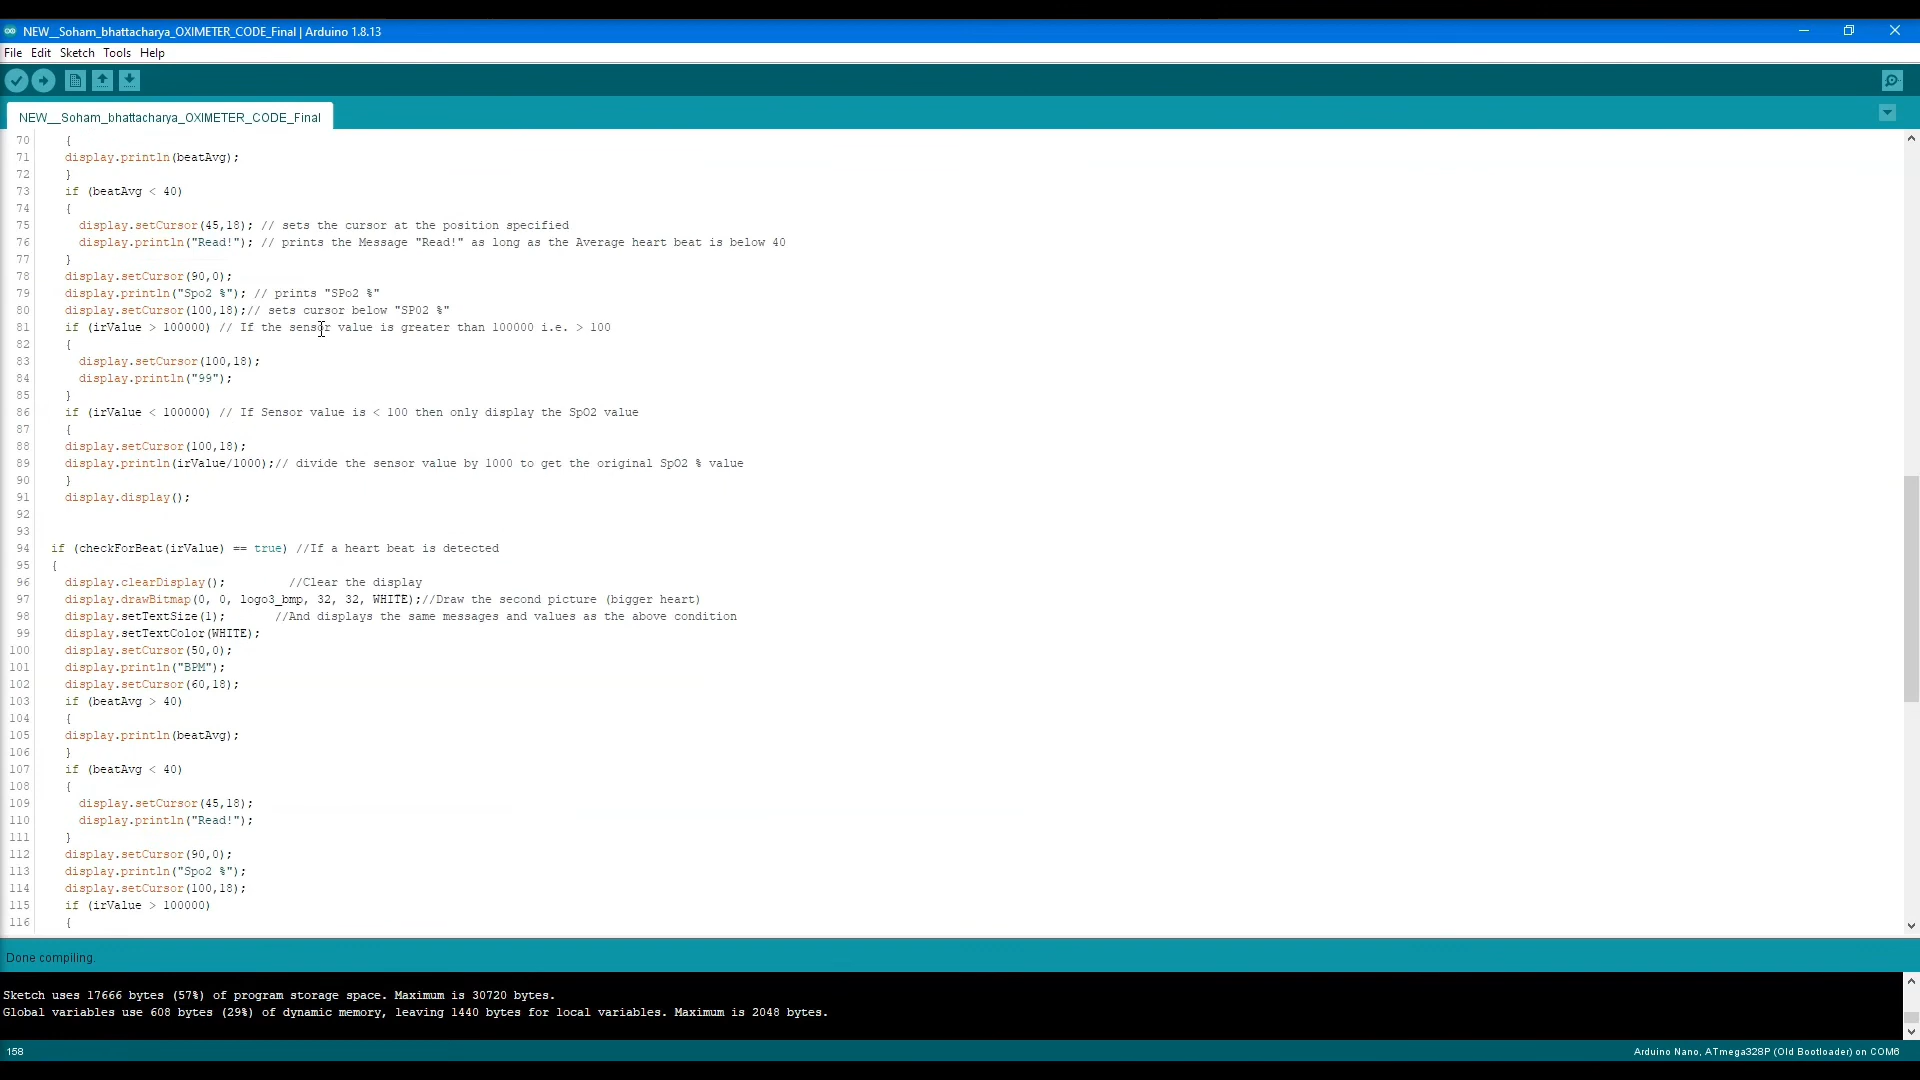 NEW__Soham_bhattacharya_OXIMETER_CODE_Final | Arduino 1.8.13
File Edit Sketch Tools Help
NEW__Soham_bhattacharya_OXIMETER_CODE_Final
70 {
71 display.println(beatAvg);
72 }
73 if (beatAvg < 40)
74 {
75 display.setCursor(45,18); // sets the cursor at the position specified
76 display.println("Read!"); // prints the Message "Read!" as long as the Average heart beat is below 40
77 }
78 display.setCursor(90,0);
79 display.println("Spo2 %"); // prints "SPo2 %"
80 display.setCursor(100,18);// sets cursor below "SPO2 %"
81 if (irValue > 100000) // If the sensor value is greater than 100000 i.e. > 100
82 {
83 display.setCursor(100,18);
84 display.println("99");
85 }
86 if (irValue < 100000) // If Sensor value is < 100 then only display the SpO2 value
87 {
88 display.setCursor(100,18);
89 display.println(irValue/1000);// divide the sensor value by 1000 to get the original SpO2 % value
90 }
91 display.display();
92
93
94 if (checkForBeat(irValue) == true) //If a heart beat is detected
95 {
96 display.clearDisplay(); //Clear the display
97 display.drawBitmap(0, 0, logo3_bmp, 32, 32, WHITE);//Draw the second picture (bigger heart)
98 display.setTextSize(1); //And displays the same messages and values as the above condition
99 display.setTextColor(WHITE);
100 display.setCursor(50,0);
101 display.println("BPM");
102 display.setCursor(60,18);
103 if (beatAvg > 40)
104 {
105 display.println(beatAvg);
106 }
107 if (beatAvg < 40)
108 {
109 display.setCursor(45,18);
110 display.println("Read!");
111 }
112 display.setCursor(90,0);
113 display.println("Spo2 %");
114 display.setCursor(100,18);
115 if (irValue > 100000)
116 {
Done compiling.
Sketch uses 17666 bytes (57%) of program storage space. Maximum is 30720 bytes.
Global variables use 608 bytes (29%) of dynamic memory, leaving 1440 bytes for local variables. Maximum is 2048 bytes.
158 Arduino Nano, ATmega328P (Old Bootloader) on COM6